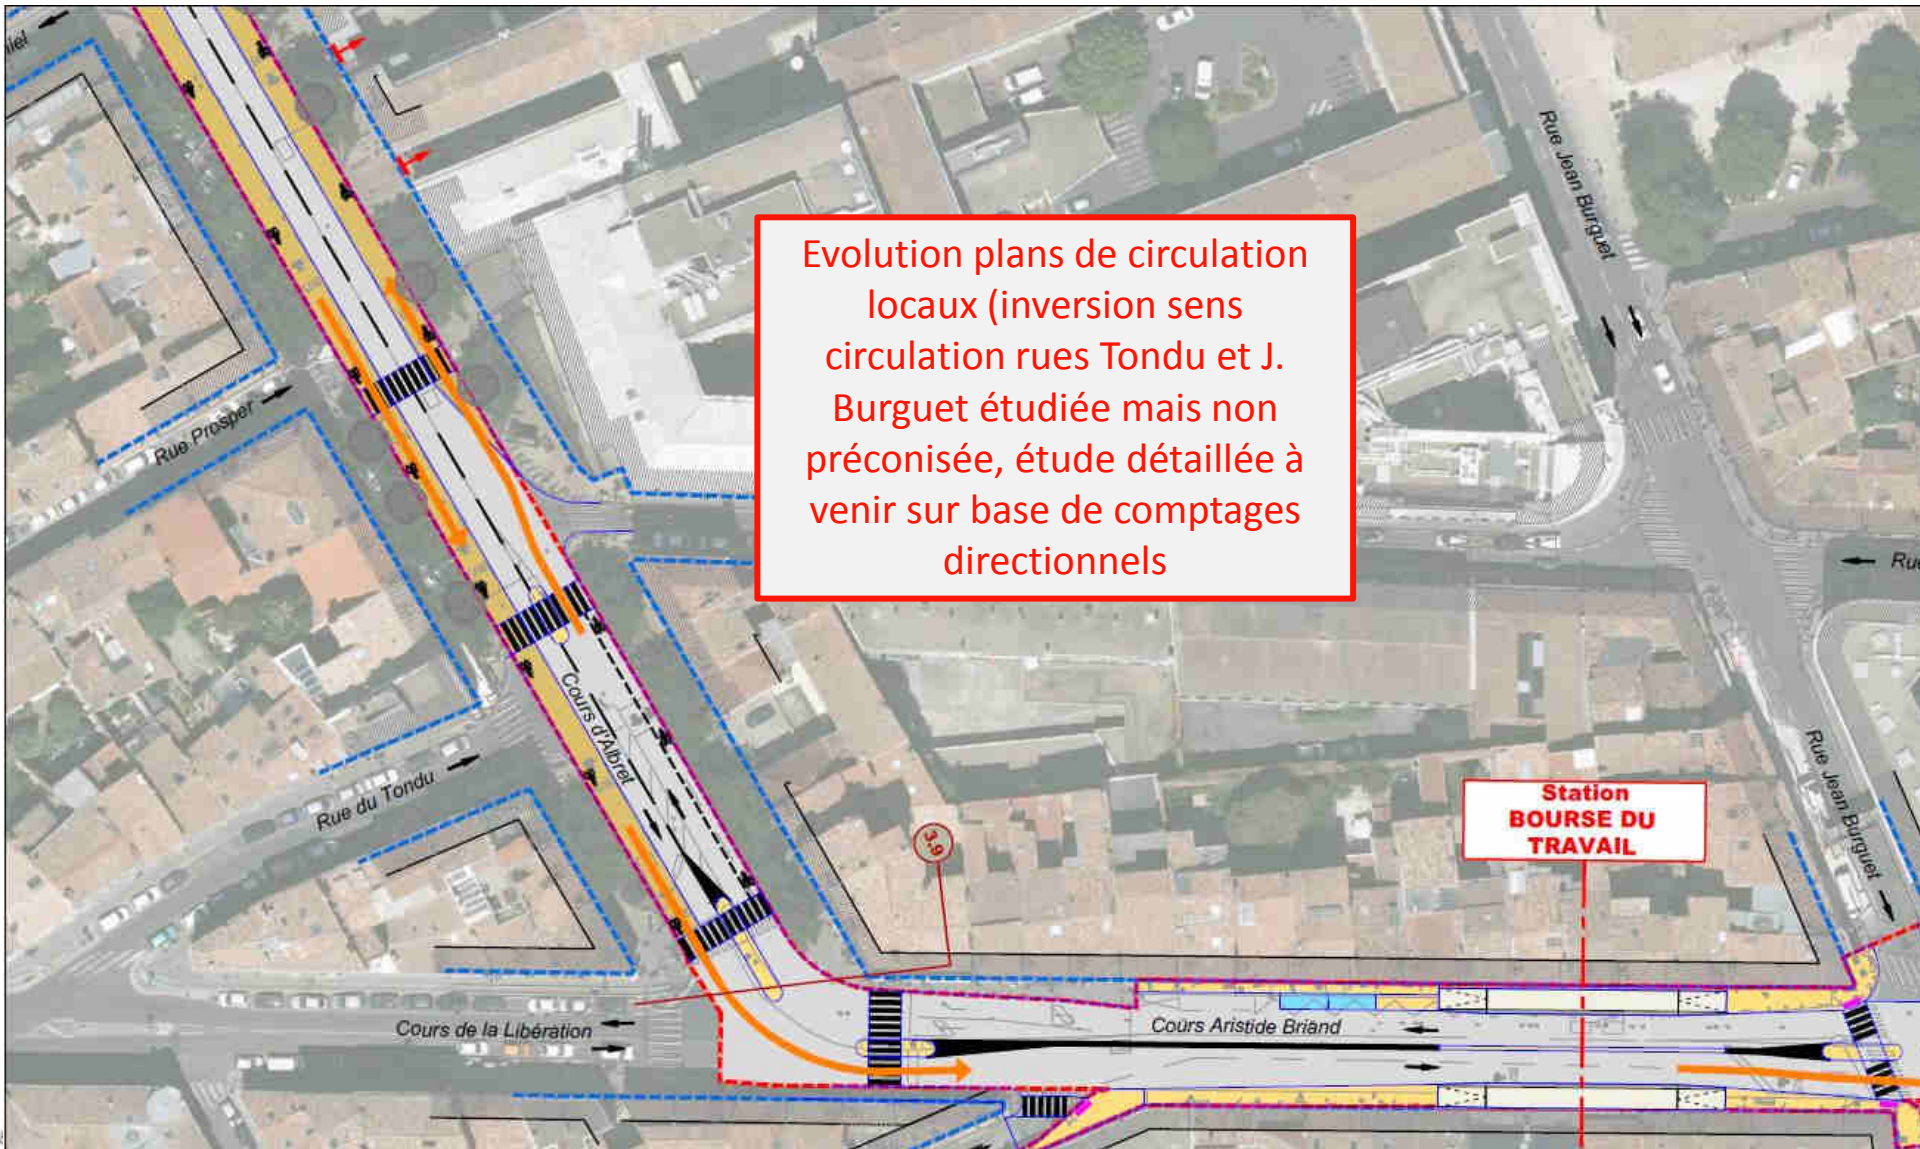 niel
Rue Jean Burguet
Evolution plans de circulation
locaux (inversion sens
circulation rues Tondu et J.
Burguet étudiée mais non
préconisée, étude détaillée à
venir sur base de comptages
directionnels
Rue Prosper
Rue
Cours d'Albret
Rue du Tondu
Rue Jean Burguet
Station
BOURSE DU
TRAVAIL
3.9
Cours de la Libération
Cours Aristide Briand